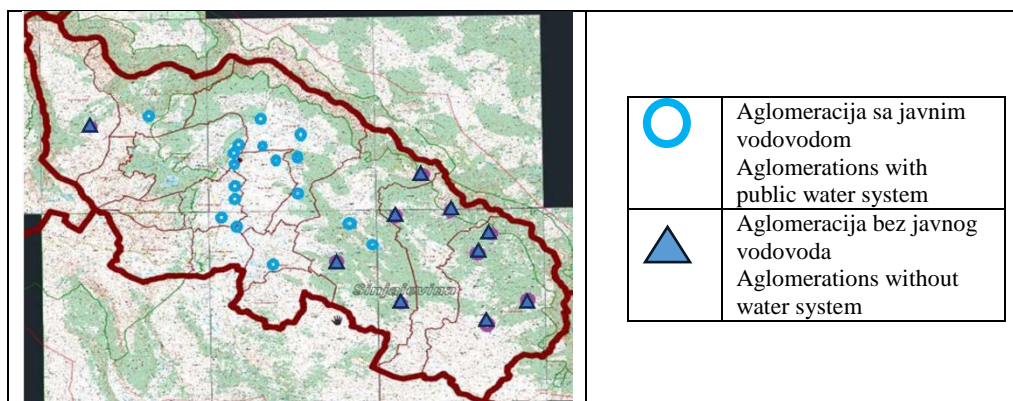 Sinjajevina
Aglomeracija sa javnim
vodovodom
Aglomerations with
public water system
Aglomeracija bez javnog
vodovoda
Aglomerations without
water system